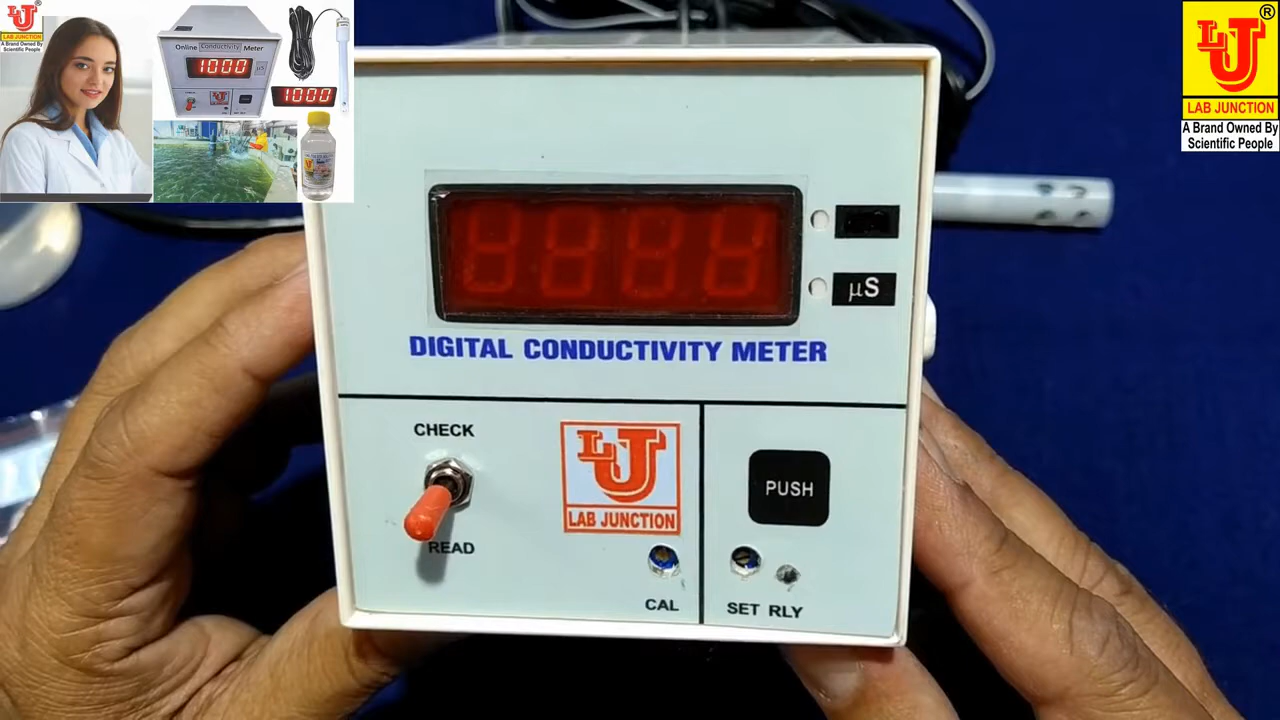 LJ
LAB JUNCTION
A Brand Owned By
Scientific People
Online Conductivity Meter
1000
μS
1000
LJ
®
LAB JUNCTION
A Brand Owned By
Scientific People
μS
DIGITAL CONDUCTIVITY METER
CHECK
READ
LJ
LAB JUNCTION
CAL
PUSH
SET RLY